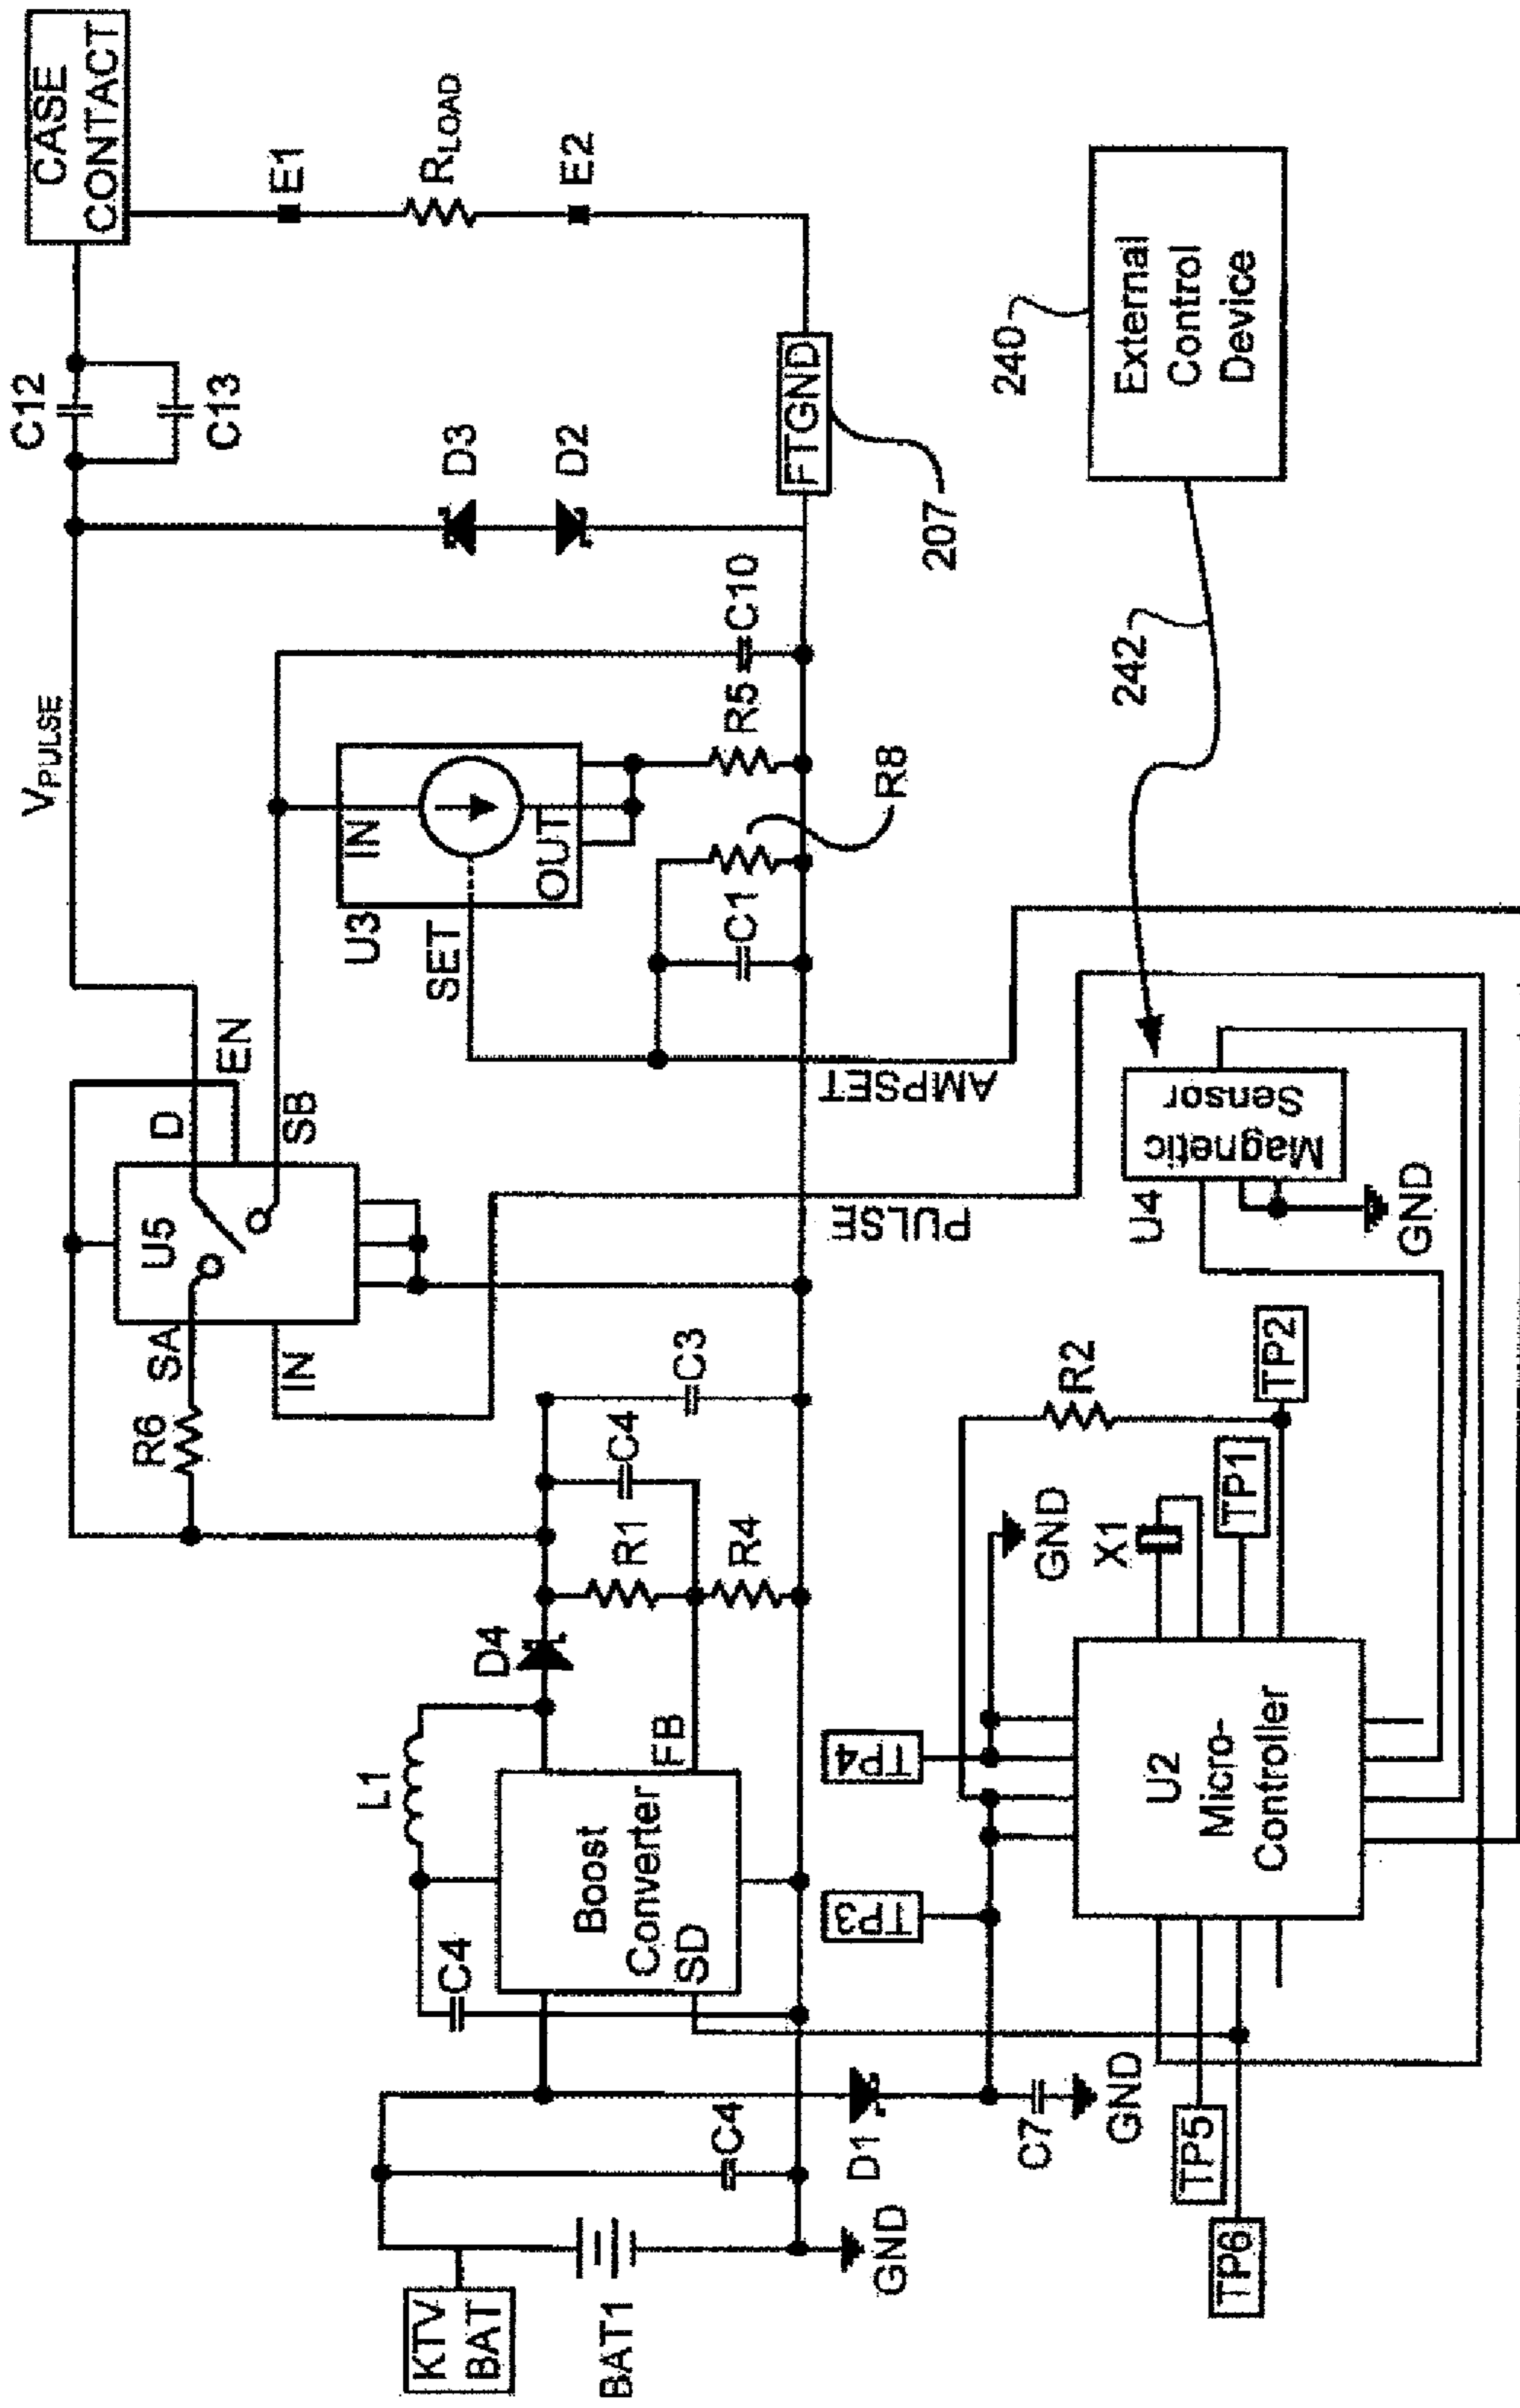 CASE
CONTACT
C12
C13
V_PULSE
E1
R_LOAD
E2
D3
D2
FTGND
207
C10
R5
R8
C1
U3
IN
OUT
SET
AMPSET
D
EN
SB
U5
SA
IN
R6
PULSE
C3
C4
R1
R4
D4
L1
FB
Boost
Converter
SD
C4
C4
KTV
BAT
BAT1
GND
D1
C7
GND
TP3
TP4
GND
R2
X1
TP1
TP2
U2
Micro-
Controller
TP5
TP6
U4
Magnetic
Sensor
GND
242
240
External
Control
Device